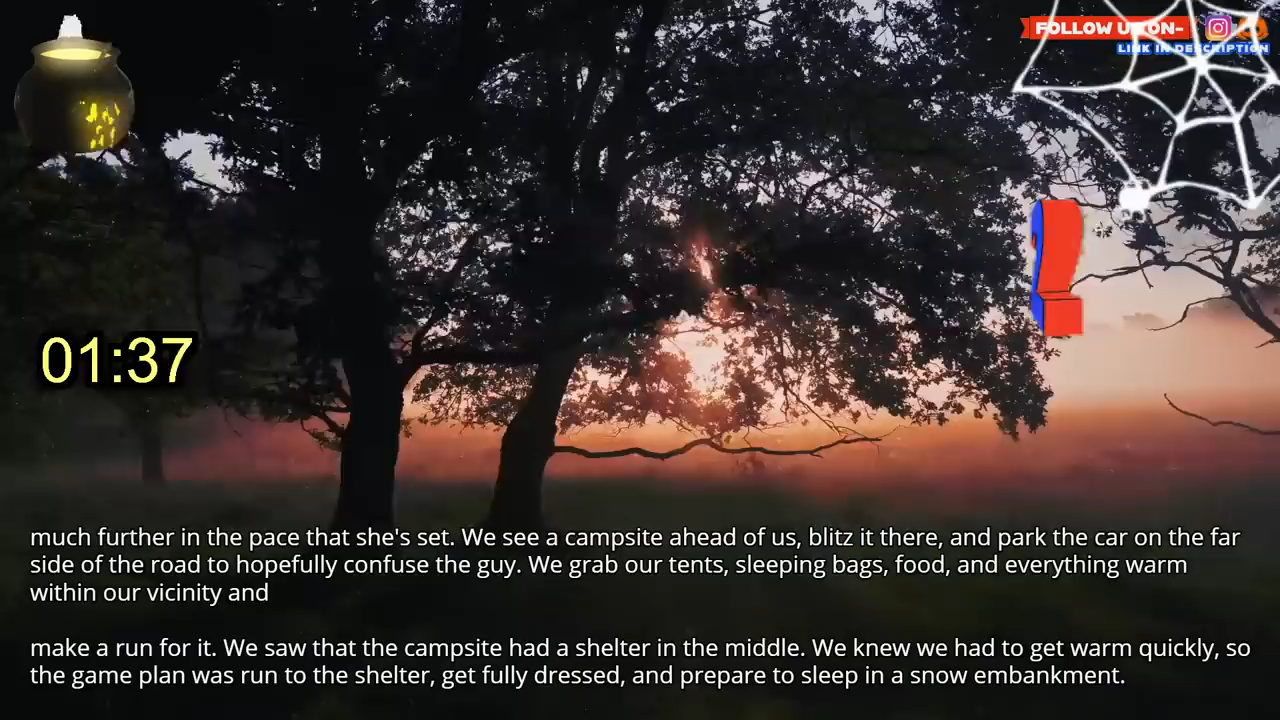 FOLLOW US ON-
LINK IN DESCRIPTION
01:37
much further in the pace that she's set. We see a campsite ahead of us, blitz it there, and park the car on the far
side of the road to hopefully confuse the guy. We grab our tents, sleeping bags, food, and everything warm
within our vicinity and
make a run for it. We saw that the campsite had a shelter in the middle. We knew we had to get warm quickly, so
the game plan was run to the shelter, get fully dressed, and prepare to sleep in a snow embankment.